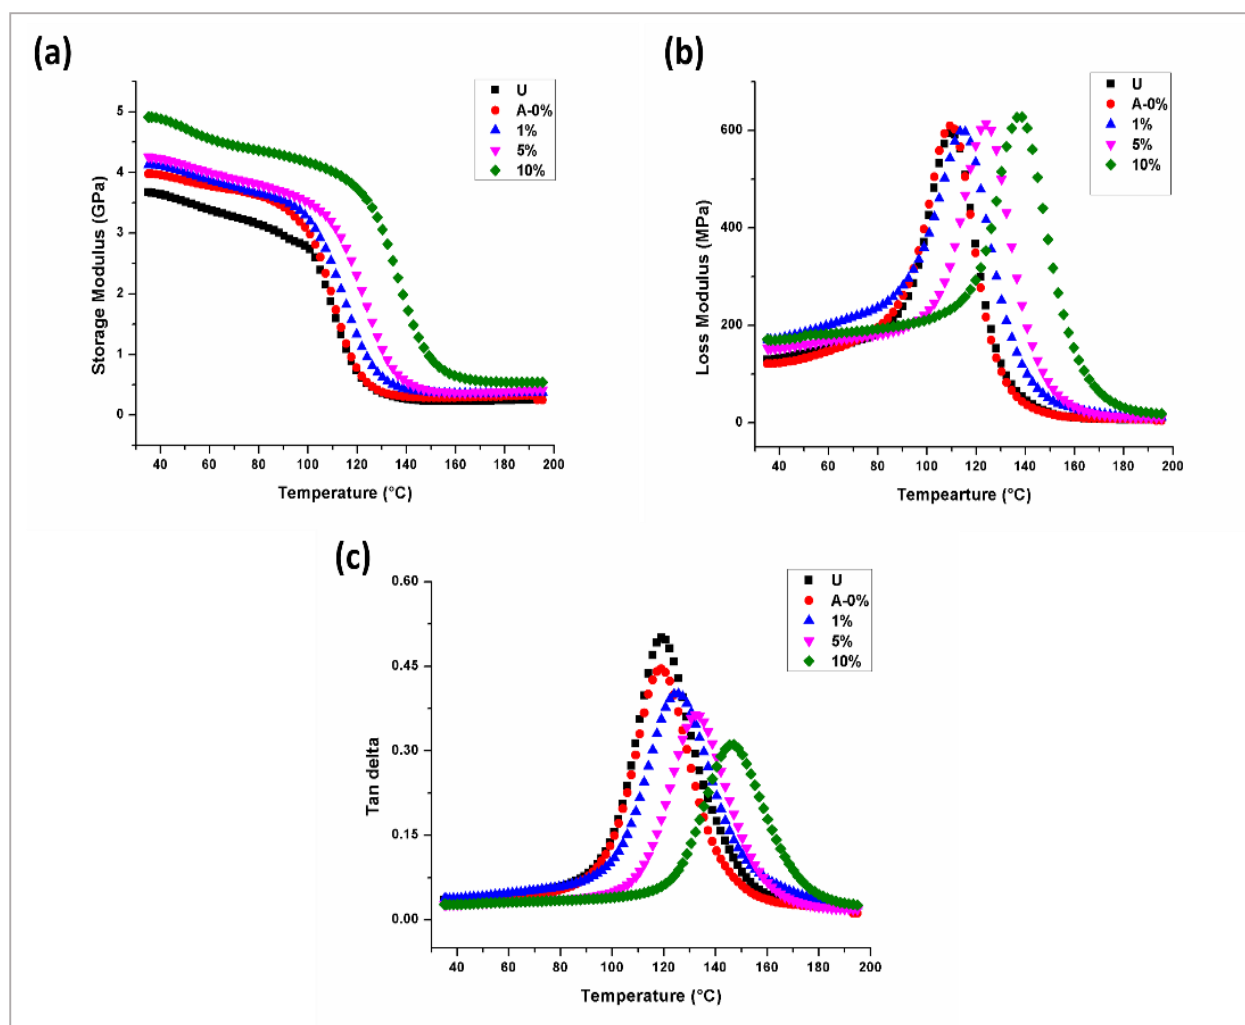 (a)
U
A-0%
1%
5%
10%
5
4
3
2
1
0
Storage Modulus (GPa)
40 60 80 100 120 140 160 180 200
Temperature (°C)
(b)
U
A-0%
1%
5%
10%
600
400
200
0
Loss Modulus (MPa)
40 60 80 100 120 140 160 180 200
Tempearture (°C)
(c)
U
A-0%
1%
5%
10%
0.60
0.45
0.30
0.15
0.00
Tan delta
40 60 80 100 120 140 160 180 200
Temperature (°C)